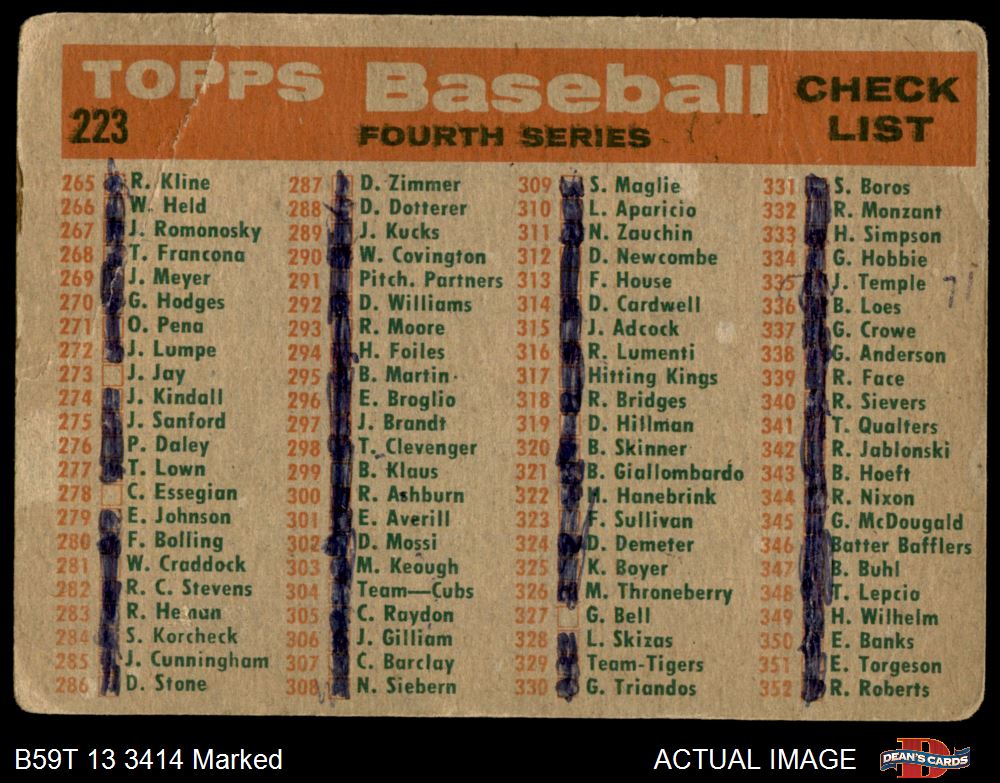 TOPPS Baseball CHECK LIST
223 FOURTH SERIES
265 R. Kline
266 W. Held
267 J. Romonosky
268 T. Francona
269 J. Meyer
270 G. Hodges
271 O. Pena
272 J. Lumpe
273 J. Jay
274 J. Kindall
275 J. Sanford
276 P. Daley
277 T. Lown
278 C. Essegian
279 E. Johnson
280 F. Bolling
281 W. Craddock
282 R. C. Stevens
283 R. Heman
284 S. Korcheck
285 J. Cunningham
286 D. Stone
287 D. Zimmer
288 D. Dotterer
289 J. Kucks
290 W. Covington
291 Pitch. Partners
292 D. Williams
293 R. Moore
294 H. Foiles
295 B. Martin
296 E. Broglio
297 J. Brandt
298 T. Clevenger
299 B. Klaus
300 R. Ashburn
301 E. Averill
302 D. Mossi
303 M. Keough
304 Team—Cubs
305 C. Raydon
306 J. Gilliam
307 C. Barclay
308 N. Siebern
309 S. Maglie
310 L. Aparicio
311 N. Zauchin
312 D. Newcombe
313 F. House
314 D. Cardwell
315 J. Adcock
316 R. Lumenti
317 Hitting Kings
318 R. Bridges
319 D. Hillman
320 B. Skinner
321 B. Giallombardo
322 H. Hanebrink
323 F. Sullivan
324 D. Demeter
325 K. Boyer
326 M. Throneberry
327 G. Bell
328 L. Skizas
329 Team-Tigers
330 G. Triandos
331 S. Boros
332 R. Monzant
333 H. Simpson
334 G. Hobbie
335 J. Temple
336 B. Loes
337 G. Crowe
338 G. Anderson
339 R. Face
340 R. Sievers
341 T. Qualters
342 R. Jablonski
343 B. Hoeft
344 R. Nixon
345 G. McDougald
346 Batter Bafflers
347 B. Buhl
348 T. Lepcio
349 H. Wilhelm
350 E. Banks
351 E. Torgeson
352 R. Roberts
B59T 13 3414 Marked
ACTUAL IMAGE
DEAN'S CARDS